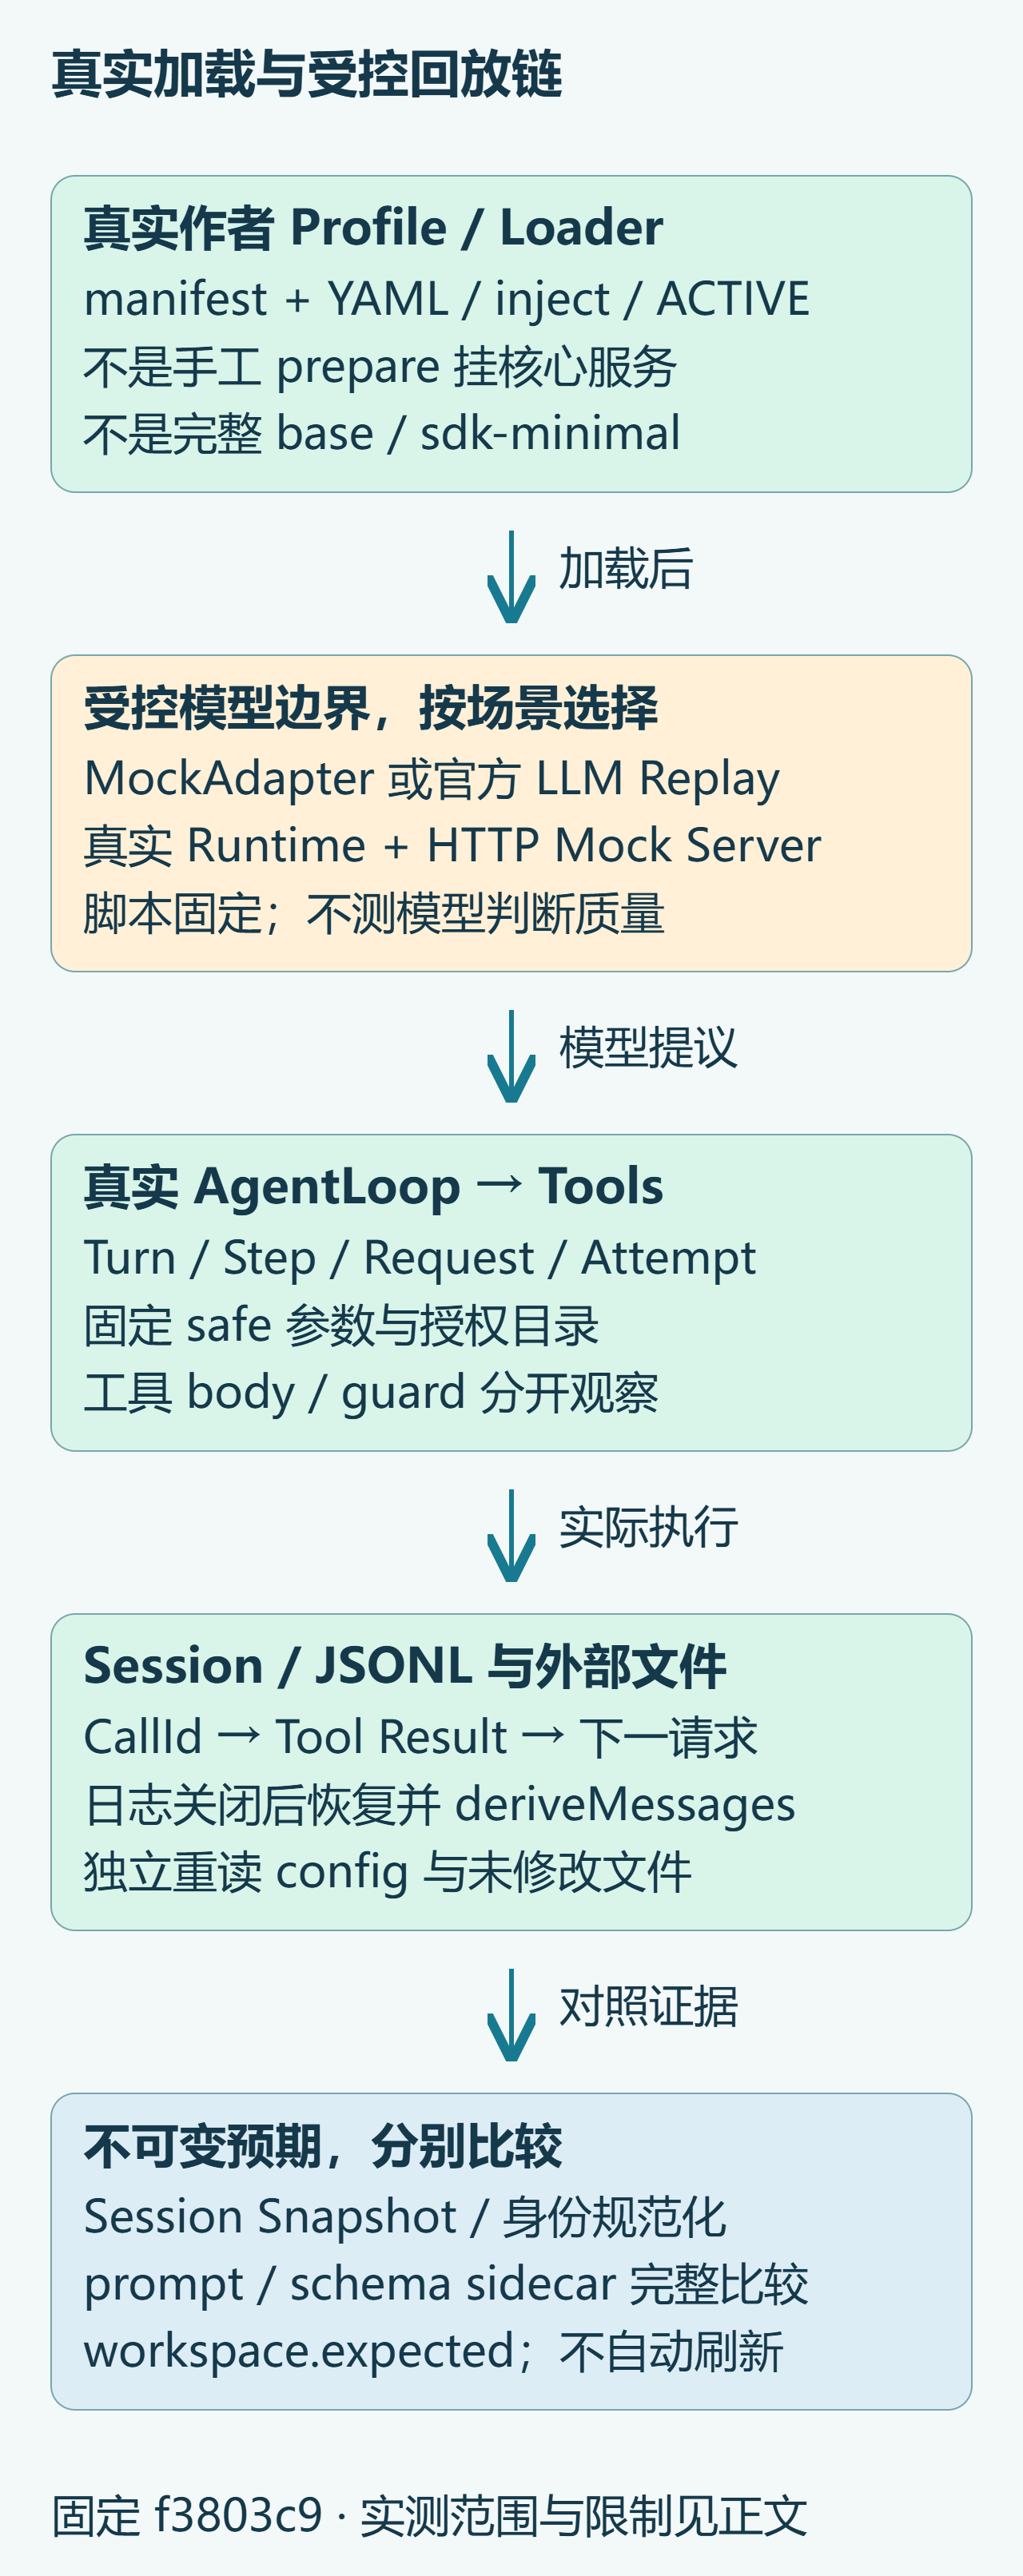 真实加载与受控回放链
真实作者 Profile / Loader
manifest + YAML / inject / ACTIVE
不是手工 prepare 挂核心服务
不是完整 base / sdk-minimal
加载后
受控模型边界，按场景选择
MockAdapter 或官方 LLM Replay
真实 Runtime + HTTP Mock Server
脚本固定；不测模型判断质量
模型提议
真实 AgentLoop → Tools
Turn / Step / Request / Attempt
固定 safe 参数与授权目录
工具 body / guard 分开观察
实际执行
Session / JSONL 与外部文件
CallId → Tool Result → 下一请求
日志关闭后恢复并 deriveMessages
独立重读 config 与未修改文件
对照证据
不可变预期，分别比较
Session Snapshot / 身份规范化
prompt / schema sidecar 完整比较
workspace.expected；不自动刷新
固定 f3803c9 · 实测范围与限制见正文